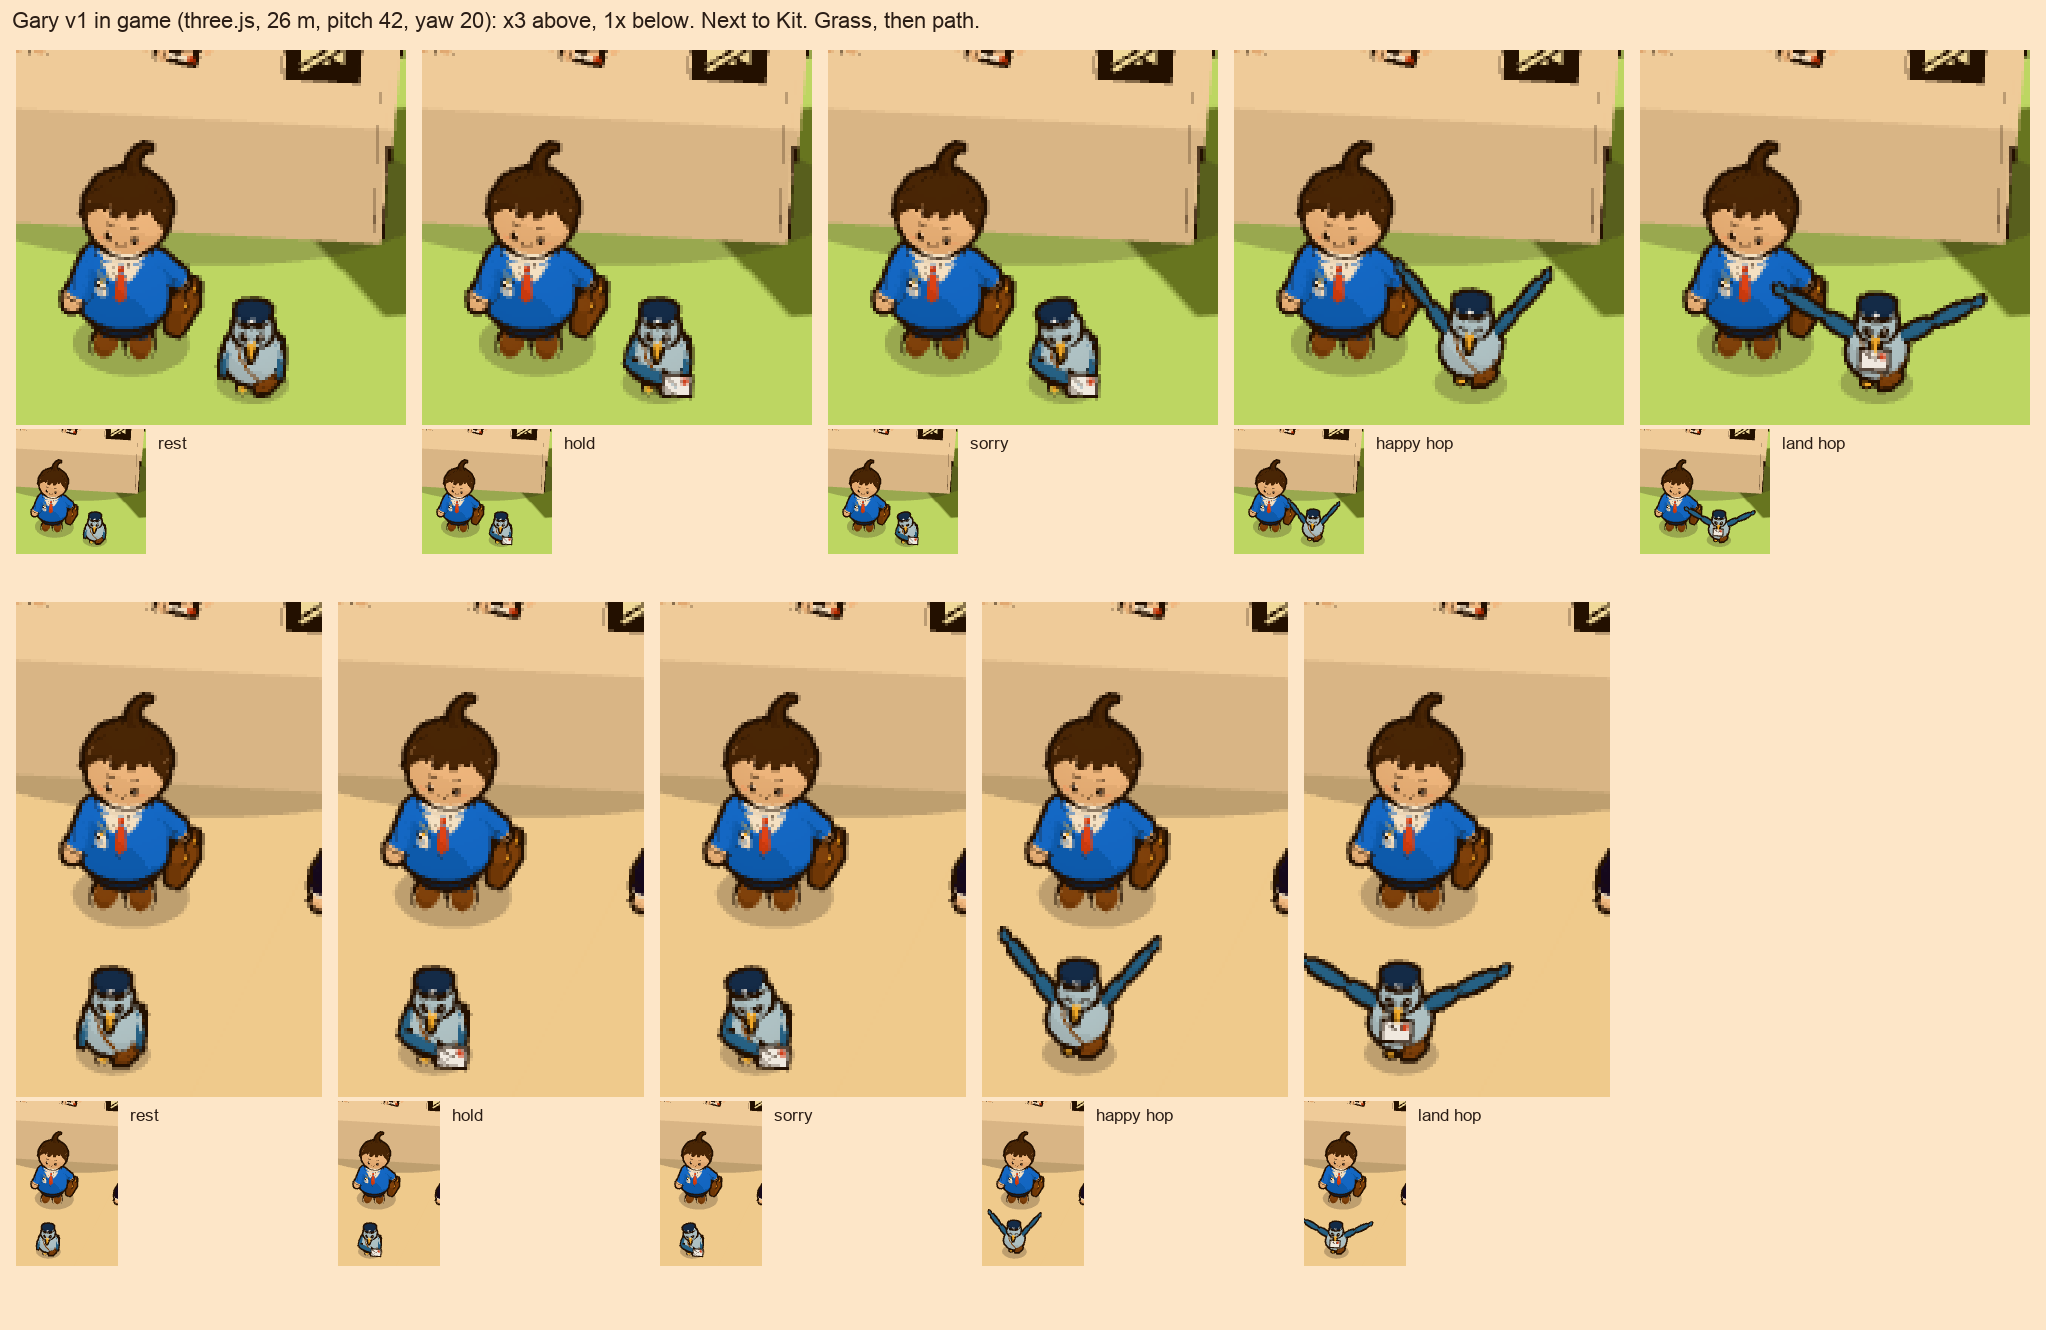 Gary v1 in game (three.js, 26 m, pitch 42, yaw 20): x3 above, 1x below. Next to Kit. Grass, then path.
rest
hold
sorry
happy hop
land hop
rest
hold
sorry
happy hop
land hop